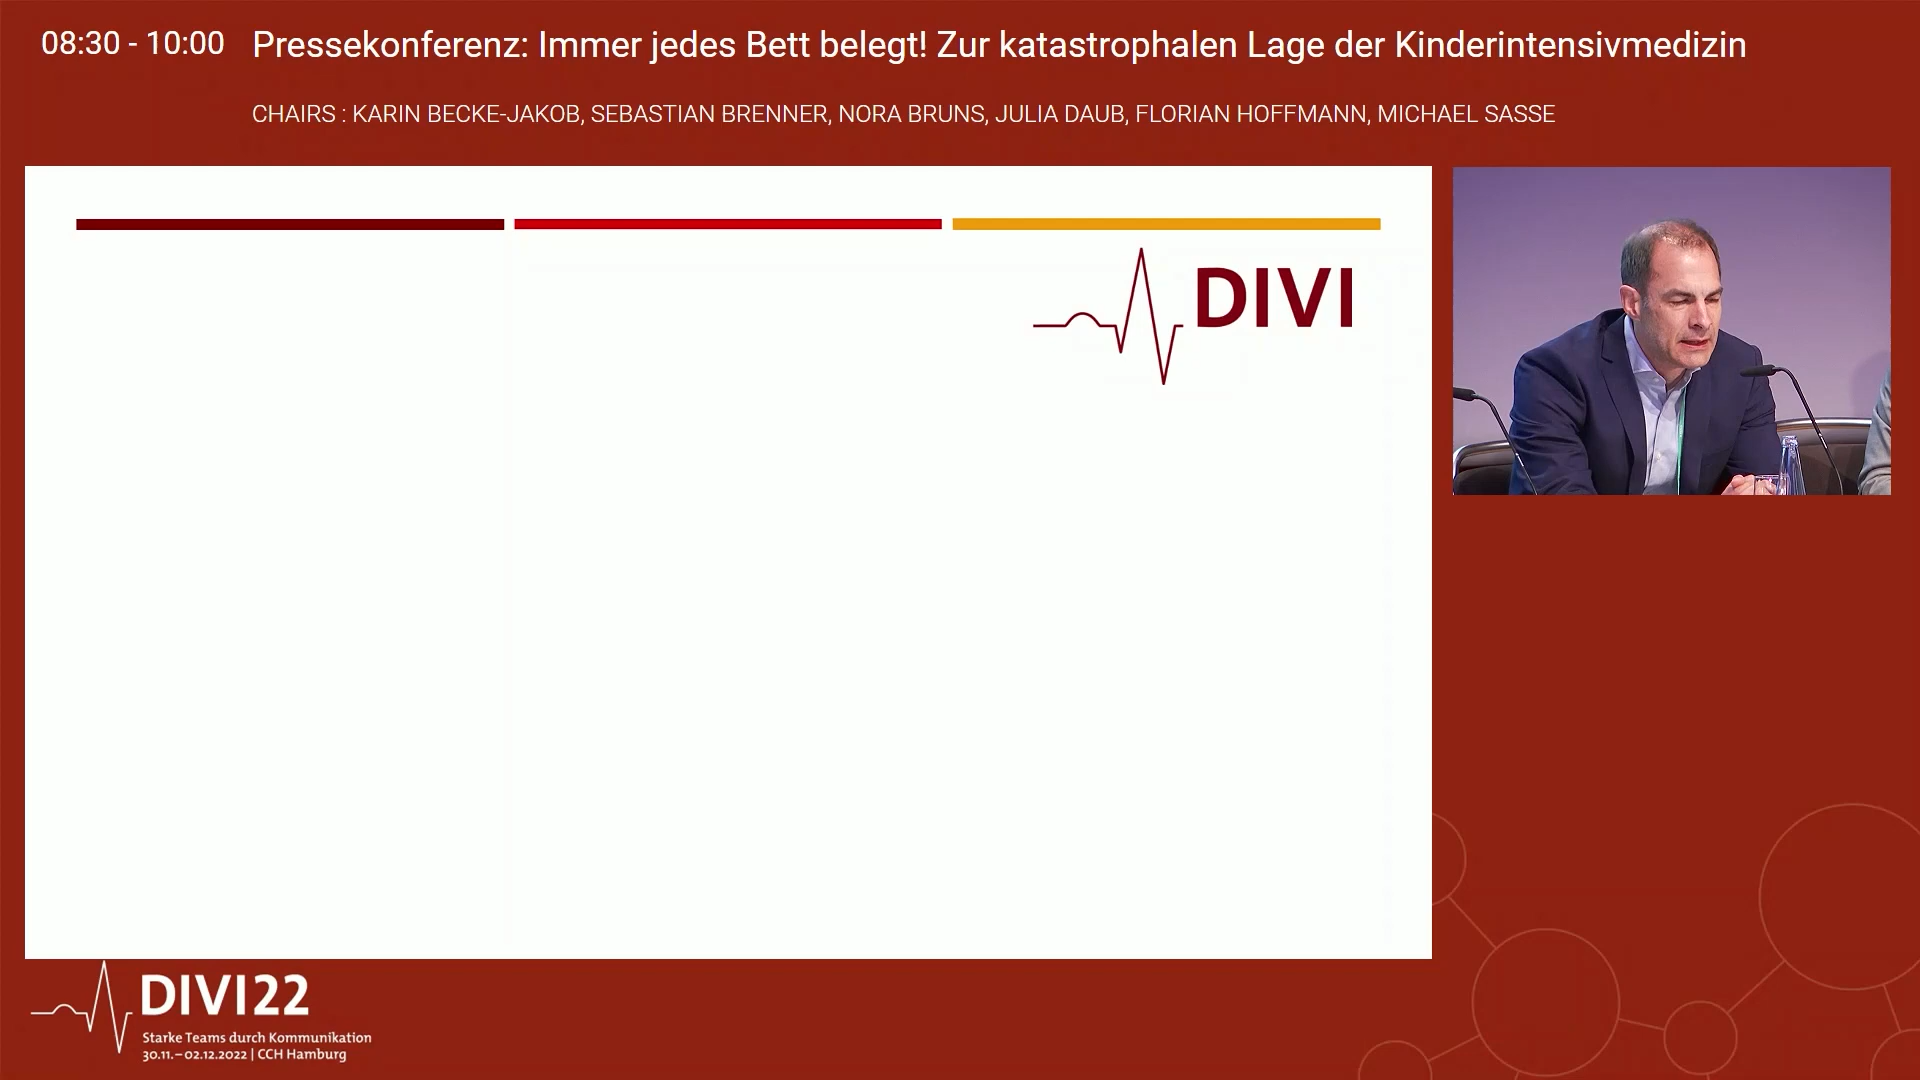 08:30 - 10:00 Pressekonferenz: Immer jedes Bett belegt! Zur katastrophalen Lage der Kinderintensivmedizin
CHAIRS : KARIN BECKE-JAKOB, SEBASTIAN BRENNER, NORA BRUNS, JULIA DAUB, FLORIAN HOFFMANN, MICHAEL SASSE
DIVI
DIVI22
Starke Teams durch Kommunikation
30.11.–02.12.2022 | CCH Hamburg